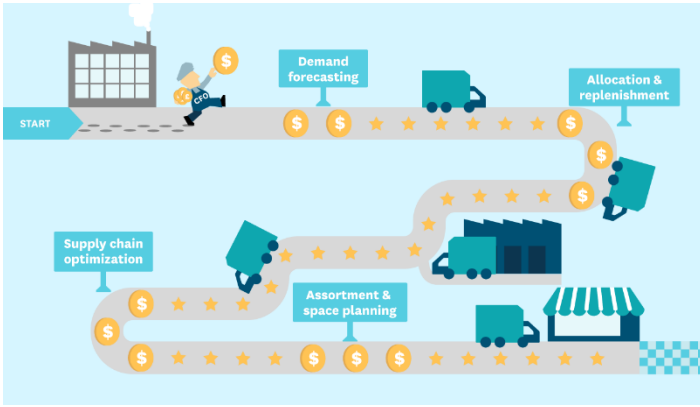 START
CFO
$
Demand
forecasting
$
$
Allocation &
replenishment
$
$
$
Supply chain
optimization
$
$
$
Assortment &
space planning
$
$
$